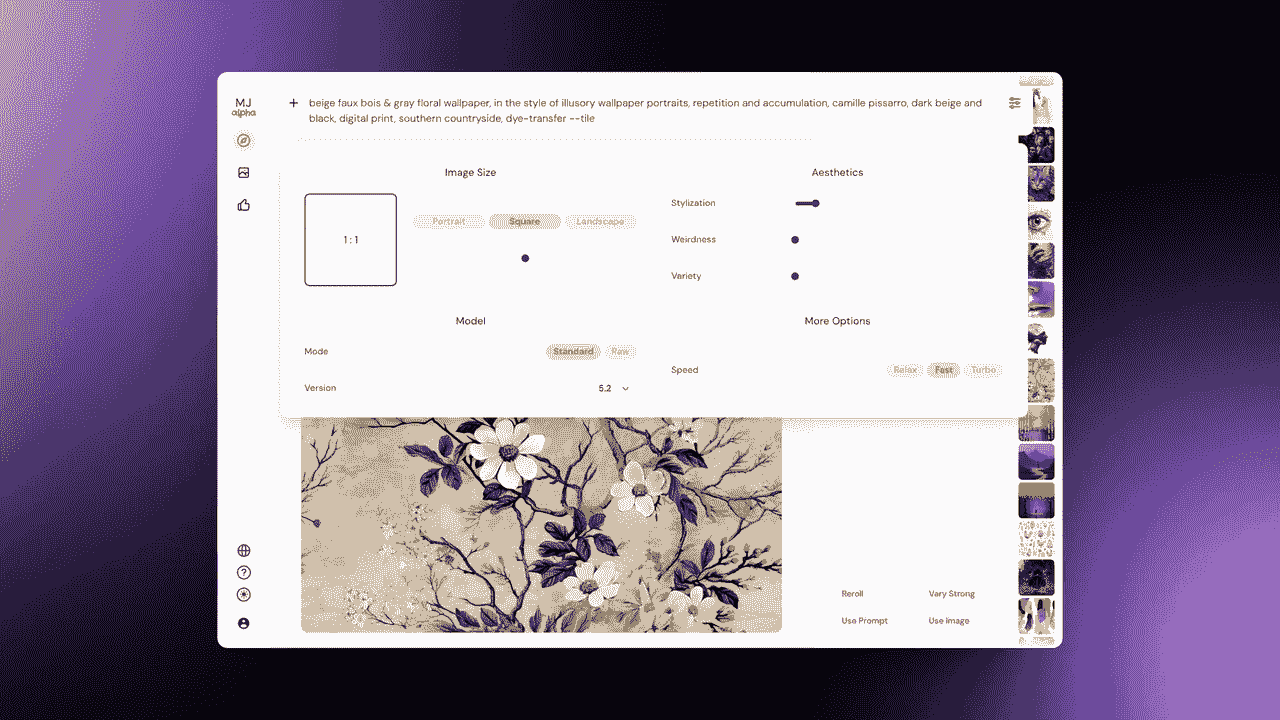 MJ
alpha
beige faux bois & gray floral wallpaper, in the style of illusory wallpaper portraits, repetition and accumulation, camille pissarro, dark beige and
black, digital print, southern countryside, dye-transfer --tile
Image Size
Aesthetics
1:1
Portrait
Square
Landscape
Stylization
Weirdness
Variety
Model
More Options
Mode
Standard
Raw
Speed
Relax
Fast
Turbo
Version
5.2
Reroll
Vary Strong
Use Prompt
Use Image